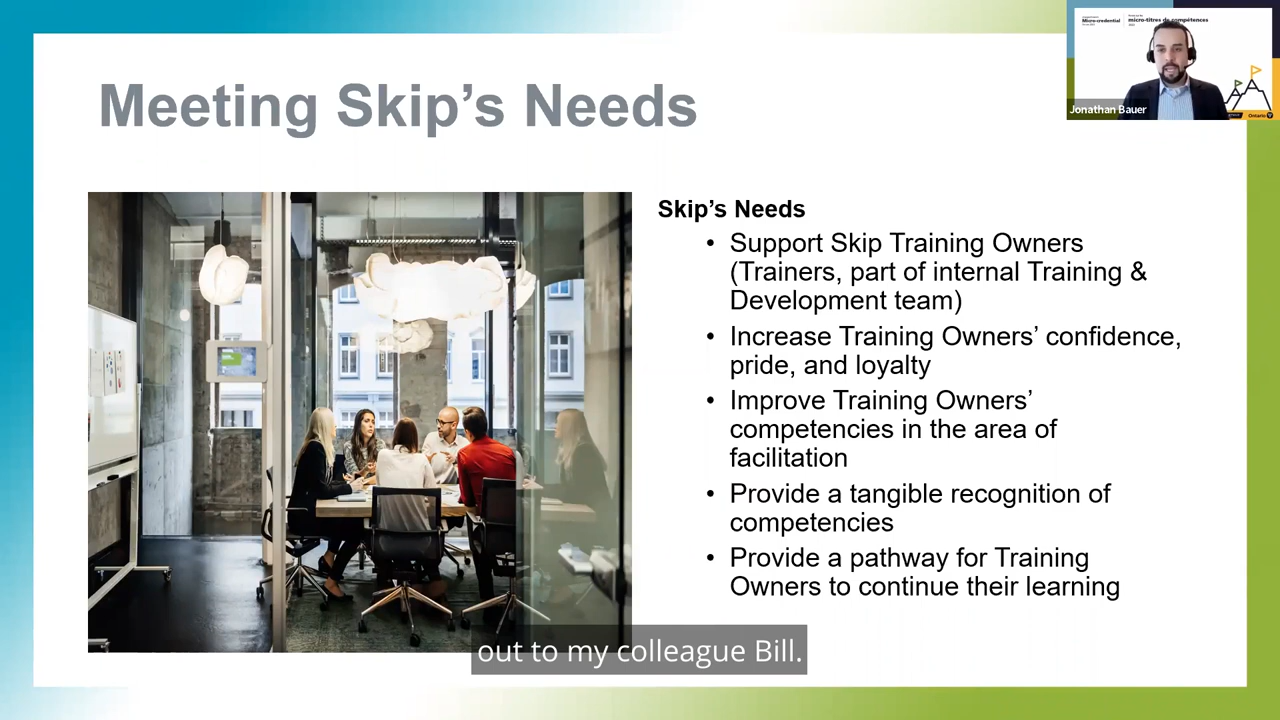 Micro-credential
micro-titres de compétences
Jonathan Bauer
Ontario
Meeting Skip’s Needs
Skip’s Needs
• Support Skip Training Owners
(Trainers, part of internal Training &
Development team)
• Increase Training Owners’ confidence,
pride, and loyalty
• Improve Training Owners’
competencies in the area of
facilitation
• Provide a tangible recognition of
competencies
• Provide a pathway for Training
Owners to continue their learning
out to my colleague Bill.